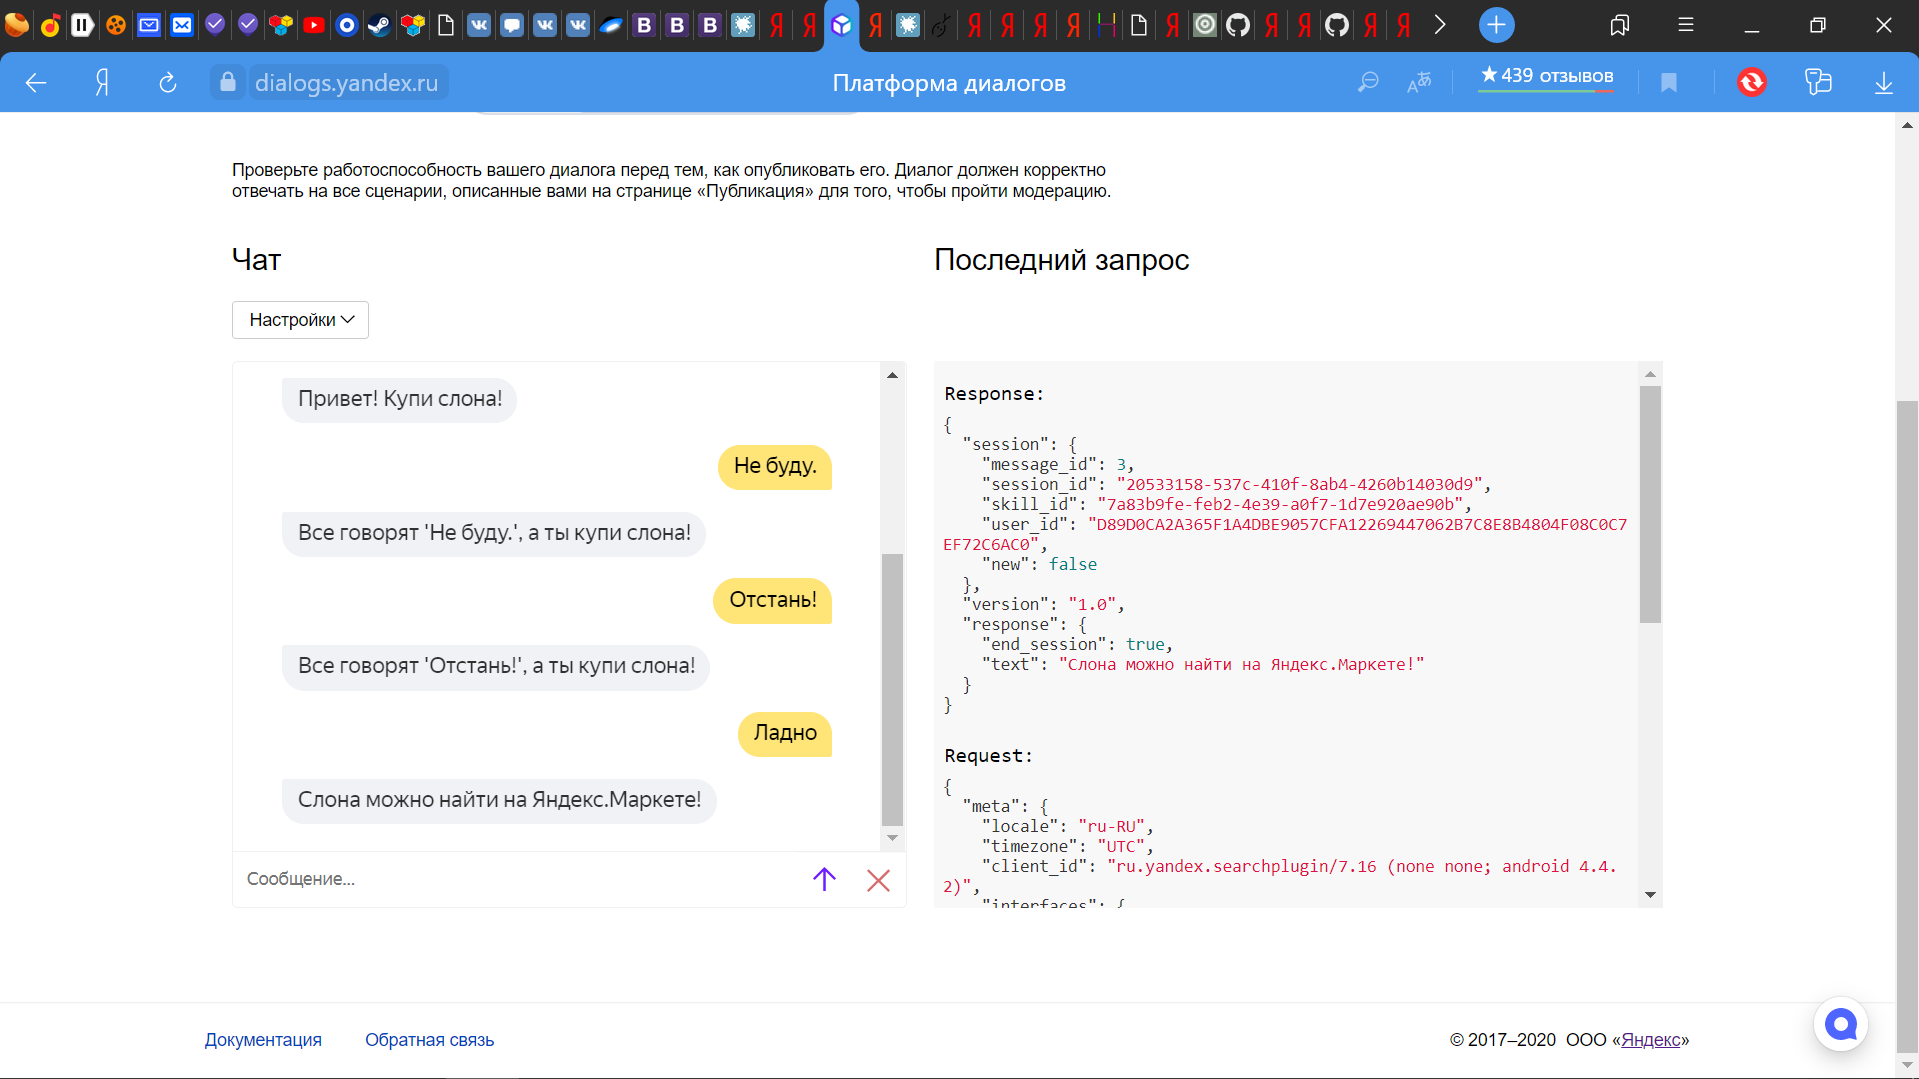 dialogs.yandex.ru
Платформа диалогов
★439 отзывов
Проверьте работоспособность вашего диалога перед тем, как опубликовать его. Диалог должен корректно
отвечать на все сценарии, описанные вами на странице «Публикация» для того, чтобы пройти модерацию.
Чат
Настройки
Привет! Купи слона!
Не буду.
Все говорят 'Не буду.', а ты купи слона!
Отстань!
Все говорят 'Отстань!', а ты купи слона!
Ладно
Слона можно найти на Яндекс.Маркете!
Сообщение...
Последний запрос
Response:
{
  "session": {
    "message_id": 3,
    "session_id": "20533158-537c-410f-8ab4-4260b14030d9",
    "skill_id": "7a83b9fe-feb2-4e39-a0f7-1d7e920ae90b",
    "user_id": "D89D0CA2A365F1A4DBE9057CFA12269447062B7C8E8B4804F08C0C7
EF72C6AC0",
    "new": false
  },
  "version": "1.0",
  "response": {
    "end_session": true,
    "text": "Слона можно найти на Яндекс.Маркете!"
  }
}
Request:
{
  "meta": {
    "locale": "ru-RU",
    "timezone": "UTC",
    "client_id": "ru.yandex.searchplugin/7.16 (none none; android 4.4.
2)",
    "interfaces": {
Документация
Обратная связь
© 2017–2020 ООО «Яндекс»